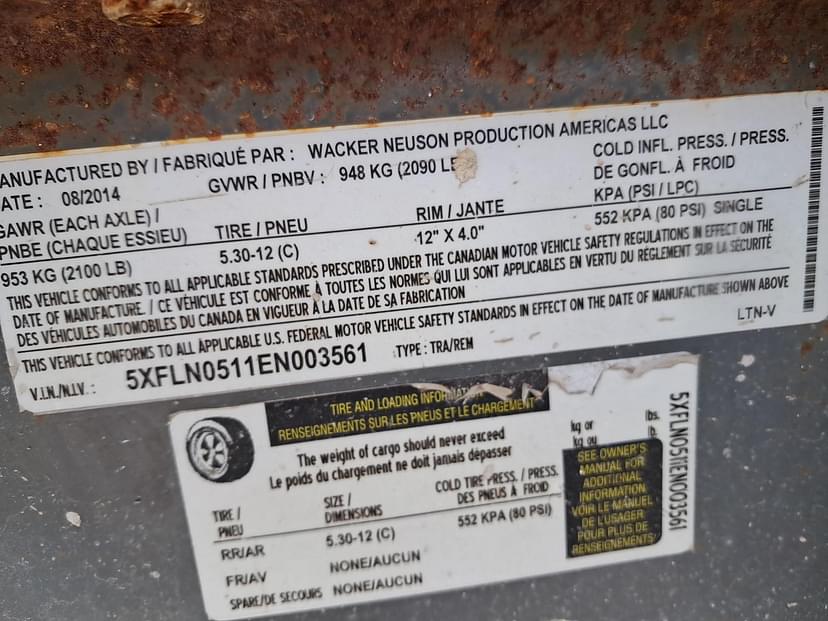 ANUFACTURED BY / FABRIQUÉ PAR : WACKER NEUSON PRODUCTION AMERICAS LLC
ATE : 08/2014 GVWR / PNBV : 948 KG (2090 LB COLD INFL. PRESS. / PRESS.
DE GONFL. À FROID
GAWR (EACH AXLE) / TIRE / PNEU RIM / JANTE KPA (PSI / LPC)
PNBE (CHAQUE ESSIEU) 5.30-12 (C) 12" X 4.0" 552 KPA (80 PSI) SINGLE
953 KG (2100 LB)
THIS VEHICLE CONFORMS TO ALL APPLICABLE STANDARDS PRESCRIBED UNDER THE CANADIAN MOTOR VEHICLE SAFETY REGULATIONS IN EFFECT ON THE
DATE OF MANUFACTURE. / CE VÉHICULE EST CONFORME À TOUTES LES NORMES QUI LUI SONT APPLICABLES EN VERTU DU RÉGLEMENT SUR LA SÉCURITÉ
DES VÉHICULES AUTOMOBILES DU CANADA EN VIGUEUR À LA DATE DE SA FABRICATION
THIS VEHICLE CONFORMS TO ALL APPLICABLE U.S. FEDERAL MOTOR VEHICLE SAFETY STANDARDS IN EFFECT ON THE DATE OF MANUFACTURE SHOWN ABOVE
V.I.N./N.I.V. : 5XFLN0511EN003561 TYPE : TRA/REM LTN-V
TIRE AND LOADING INFORMATION
RENSEIGNEMENTS SUR LES PNEUS ET LE CHARGEMENT
The weight of cargo should never exceed kg or lbs.
Le poids du chargement ne doit jamais dépasser kg ou lb.
TIRE / SIZE / COLD TIRE PRESS. / PRESS.
PNEU DIMENSIONS DES PNEUS À FROID
RR/AR 5.30-12 (C) 552 KPA (80 PSI)
FR/AV NONE/AUCUN
SPARE/DE SECOURS NONE/AUCUN
SEE OWNER'S
MANUAL FOR
ADDITIONAL
INFORMATION
VOIR LE MANUEL
DE L'USAGER
POUR PLUS DE
RENSEIGNEMENTS
5XFLN0511EN003561